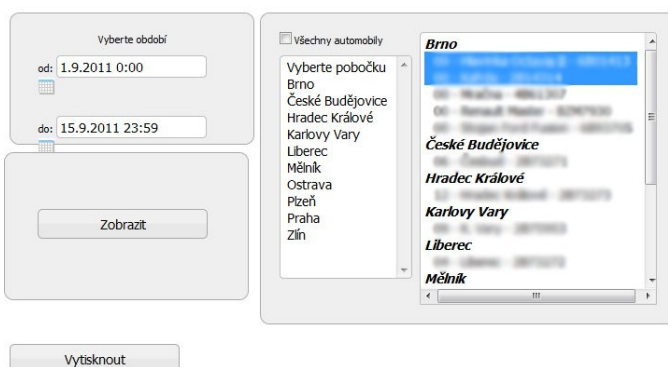 Vyberte období
od: 1.9.2011 0:00
do: 15.9.2011 23:59
Zobrazit
Vytisknout
Všechny automobily
Vyberte pobočku
Brno
České Budějovice
Hradec Králové
Karlovy Vary
Liberec
Mělník
Ostrava
Plzeň
Praha
Zlín
Brno
České Budějovice
Hradec Králové
Karlovy Vary
Liberec
Mělník